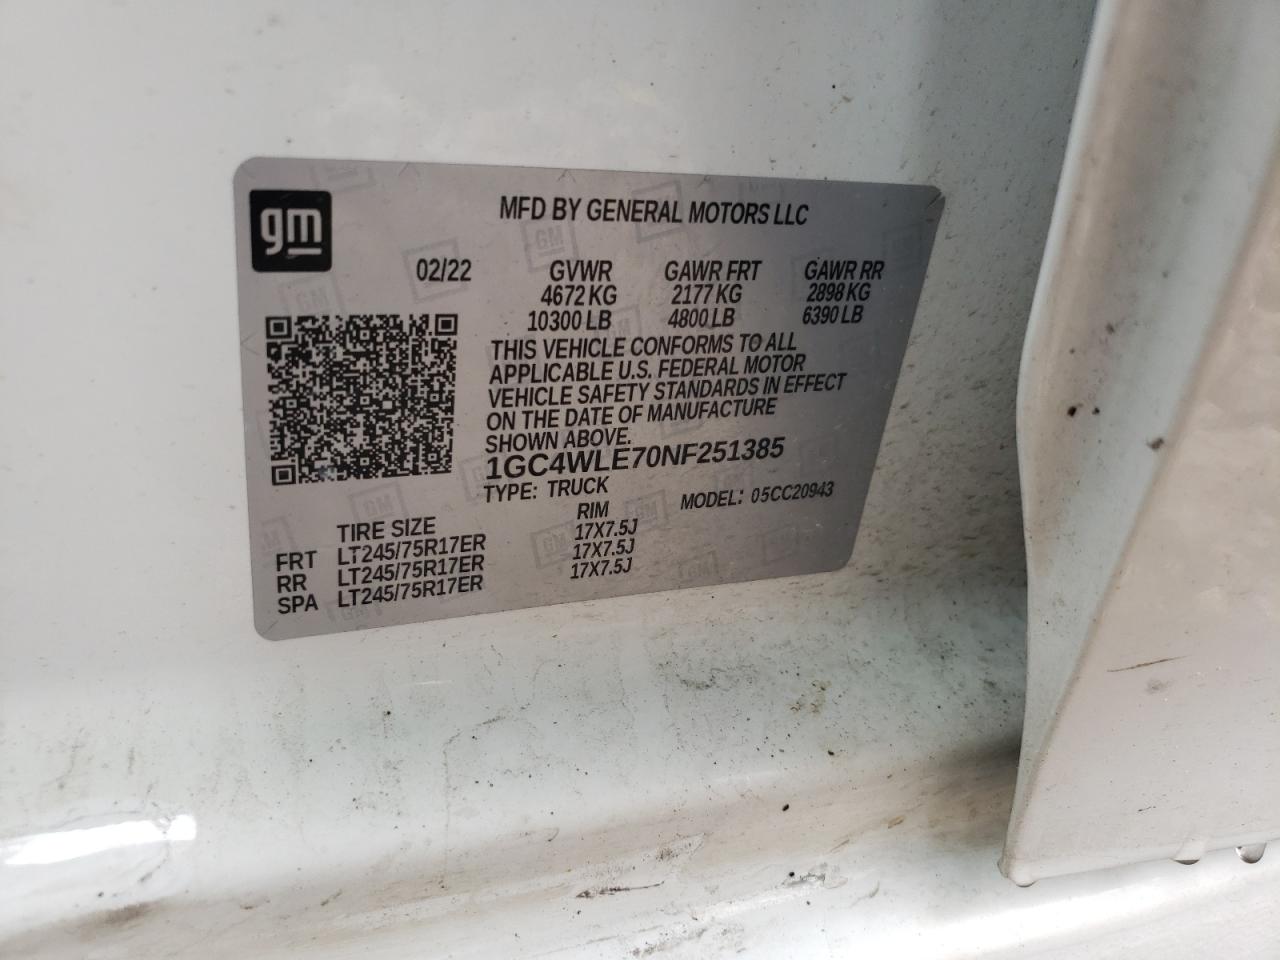 gm
MFD BY GENERAL MOTORS LLC
02/22 GVWR GAWR FRT GAWR RR
4672 KG 2177 KG 2898 KG
10300 LB 4800 LB 6390 LB
THIS VEHICLE CONFORMS TO ALL
APPLICABLE U.S. FEDERAL MOTOR
VEHICLE SAFETY STANDARDS IN EFFECT
ON THE DATE OF MANUFACTURE
SHOWN ABOVE.
1GC4WLE70NF251385
TYPE: TRUCK MODEL: 05CC20943
TIRE SIZE RIM
FRT LT245/75R17ER 17X7.5J
RR LT245/75R17ER 17X7.5J
SPA LT245/75R17ER 17X7.5J